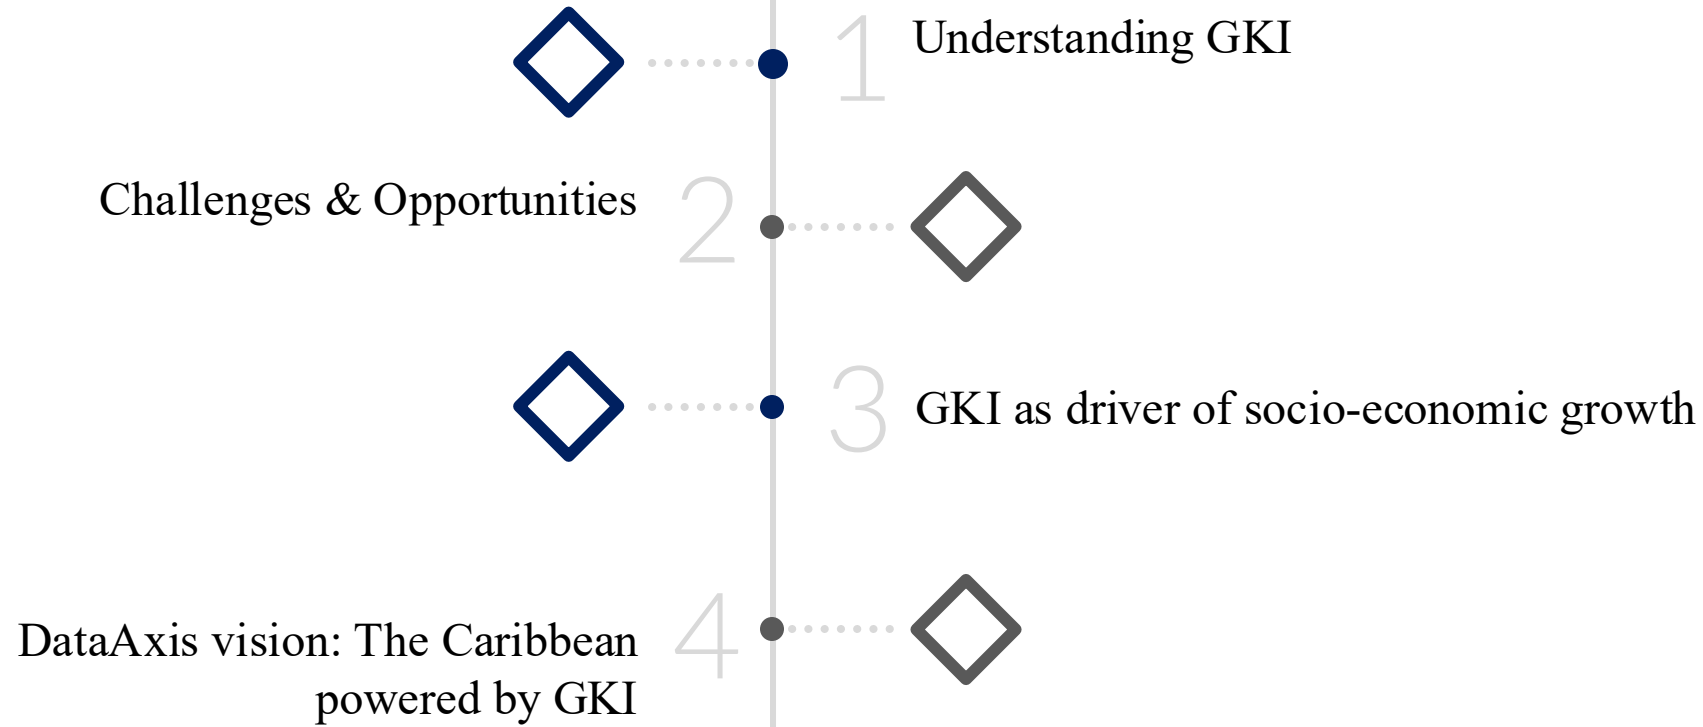 1 Understanding GKI
Challenges & Opportunities 2
3 GKI as driver of socio-economic growth
DataAxis vision: The Caribbean 4
powered by GKI